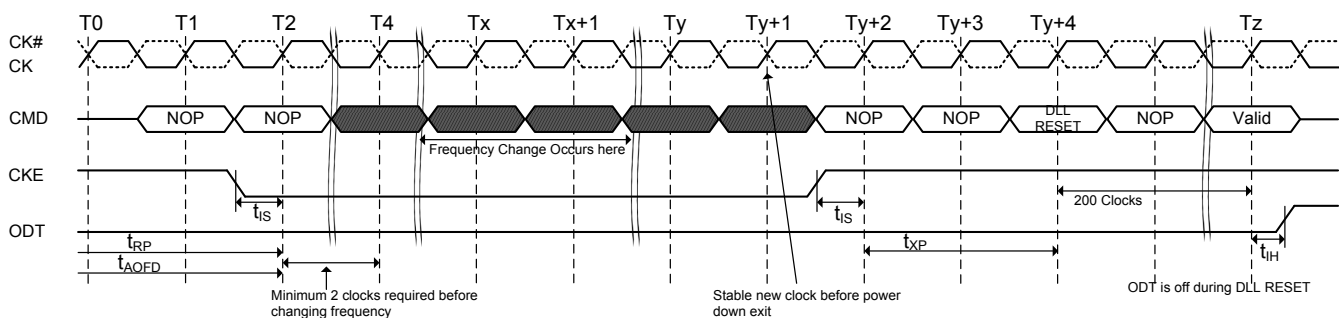 T0 T1 T2 T4 Tx Tx+1 Ty Ty+1 Ty+2 Ty+3 Ty+4 Tz
CK#
CK
CMD NOP NOP NOP NOP DLL RESET NOP Valid
Frequency Change Occurs here
CKE
tIS tIS 200 Clocks
ODT
tRP tXP tIH
tAOFD
Minimum 2 clocks required before
changing frequency
Stable new clock before power
down exit
ODT is off during DLL RESET